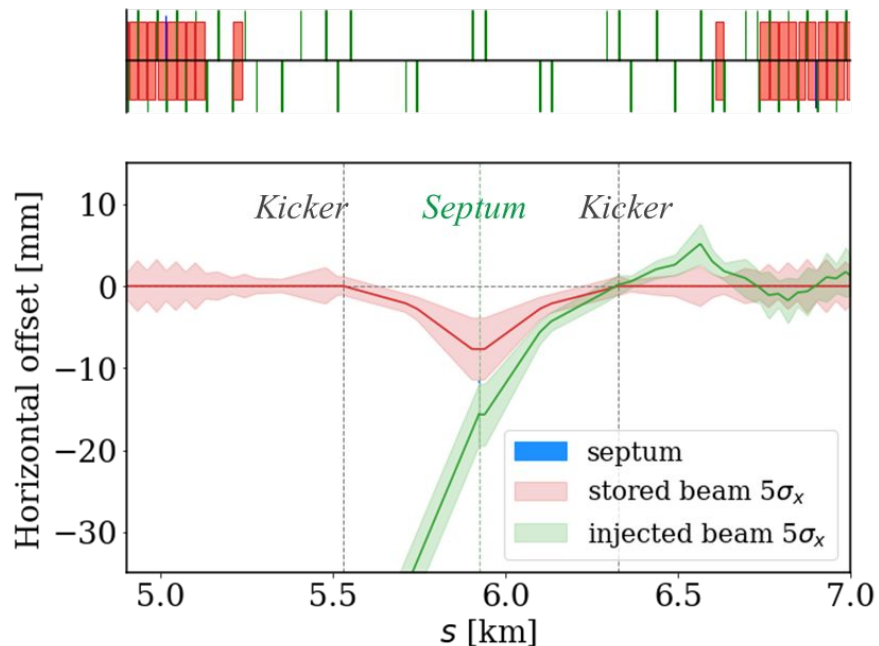 Kicker Septum Kicker
10
0
−10
−20
−30
Horizontal offset [mm]
septum
stored beam 5σₓ
injected beam 5σₓ
5.0 5.5 6.0 6.5 7.0
s [km]